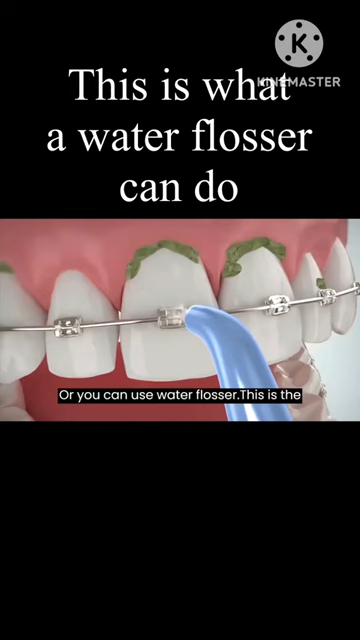 K
KINEMASTER
This is what
a water flosser
can do
Or you can use water flosser.This is the